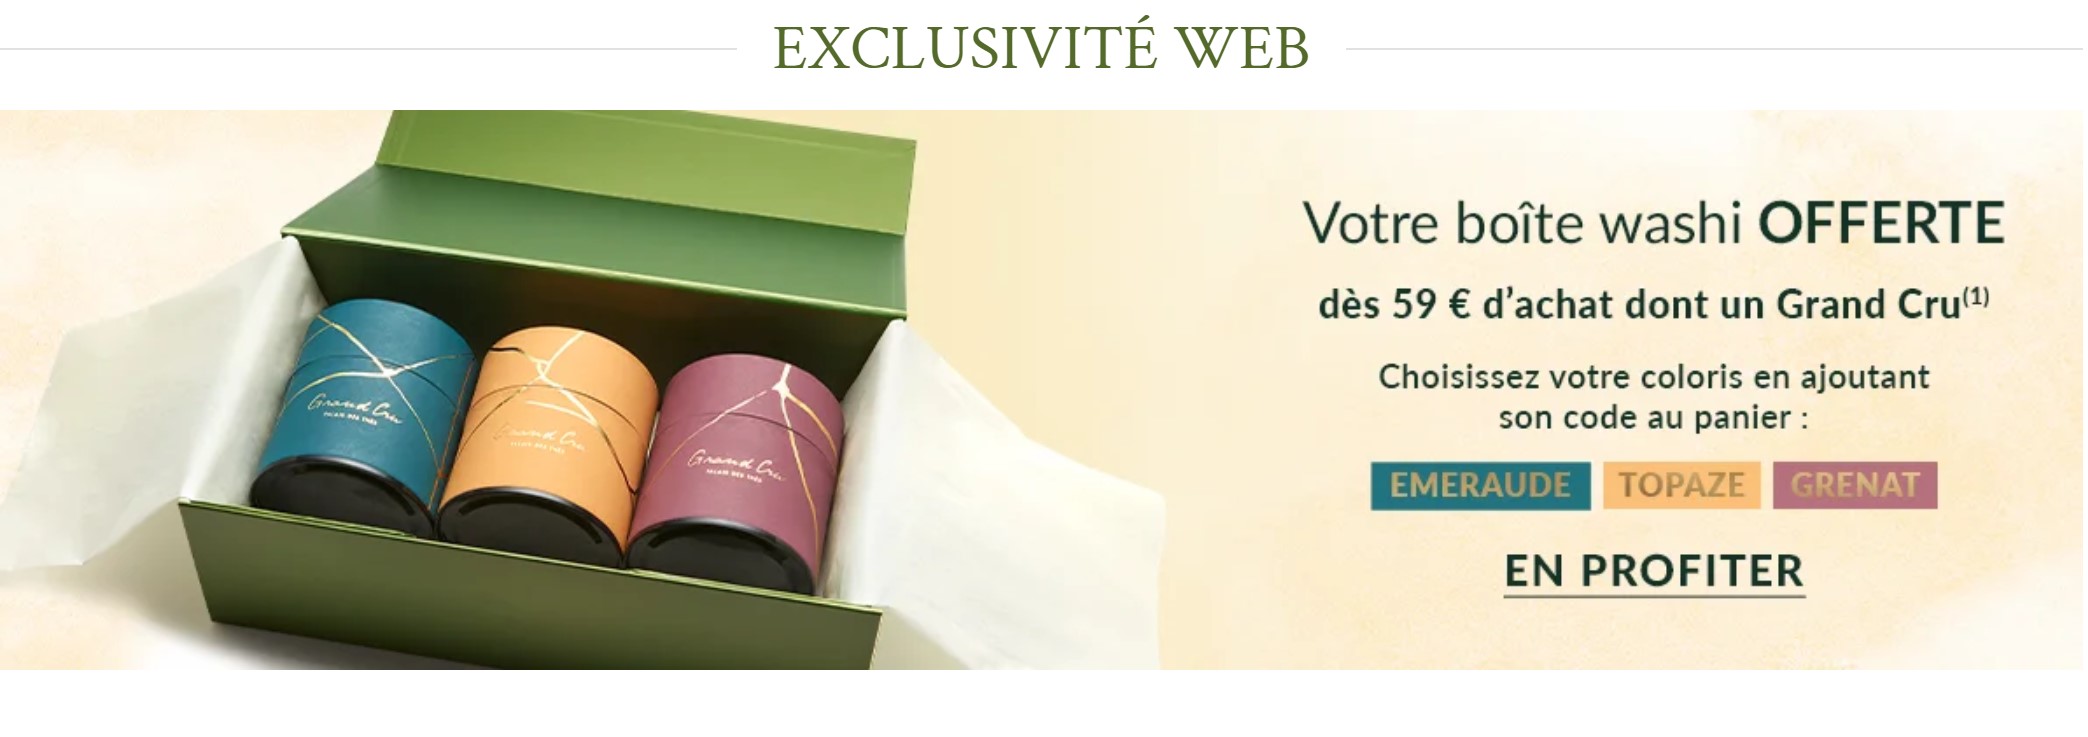 EXCLUSIVITÉ WEB
Grand Cru
PALAIS DES THÉS
Grand Cru
PALAIS DES THÉS
Grand Cru
PALAIS DES THÉS
Votre boîte washi OFFERTE
dès 59 € d’achat dont un Grand Cru(1)
Choisissez votre coloris en ajoutant
son code au panier :
EMERAUDE TOPAZE GRENAT
EN PROFITER